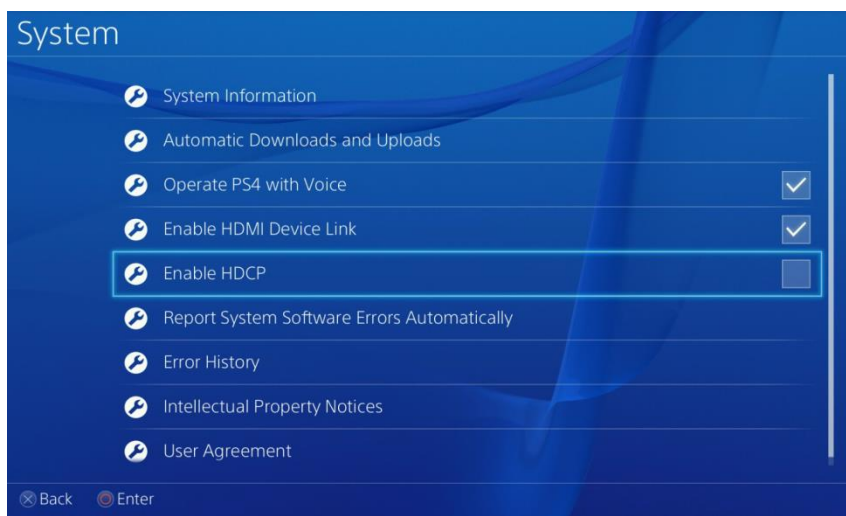 System
System Information
Automatic Downloads and Uploads
Operate PS4 with Voice
Enable HDMI Device Link
Enable HDCP
Report System Software Errors Automatically
Error History
Intellectual Property Notices
User Agreement
Back Enter